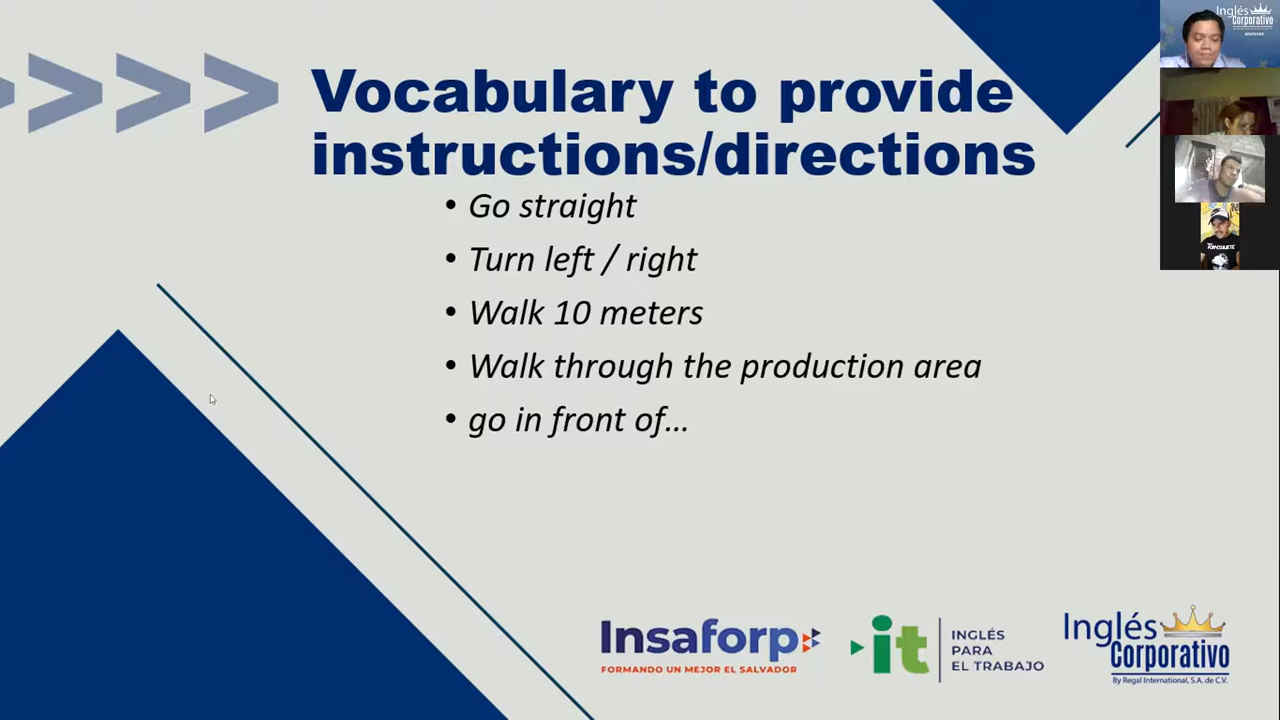 Vocabulary to provide
instructions/directions
• Go straight
• Turn left / right
• Walk 10 meters
• Walk through the production area
• go in front of...
Insaforp
FORMANDO UN MEJOR EL SALVADOR
it
INGLÉS
PARA
EL TRABAJO
Inglés
Corporativo
By Regal International, S.A. de C.V.
Inglés
Corporativo